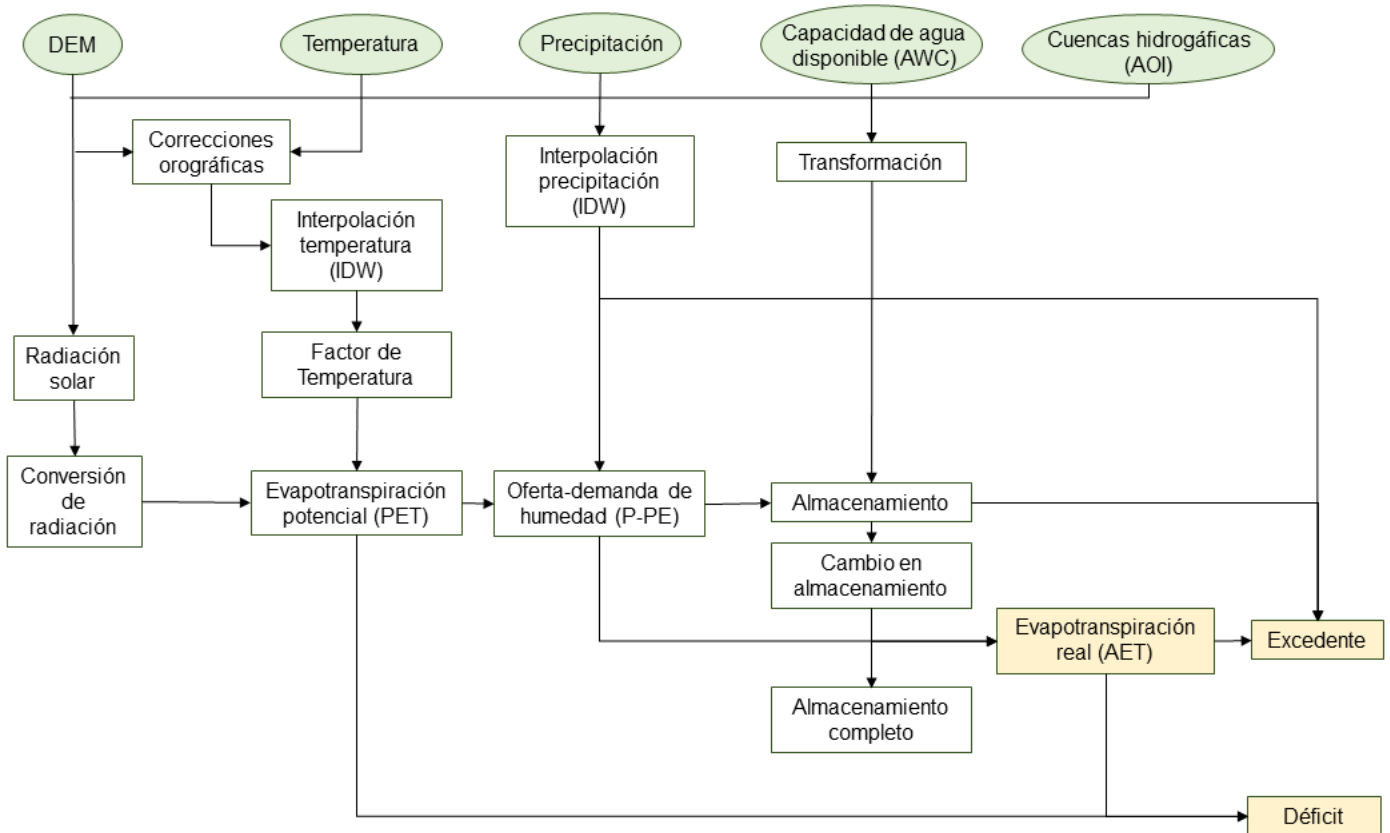 DEM
Temperatura
Precipitación
Capacidad de agua
disponible (AWC)
Cuencas hidrogáficas
(AOI)
Correcciones
orográficas
Interpolación
precipitación
(IDW)
Transformación
Interpolación
temperatura
(IDW)
Radiación
solar
Factor de
Temperatura
Conversión
de
radiación
Evapotranspiración
potencial (PET)
Oferta-demanda de
humedad (P-PE)
Almacenamiento
Cambio en
almacenamiento
Evapotranspiración
real (AET)
Excedente
Almacenamiento
completo
Déficit